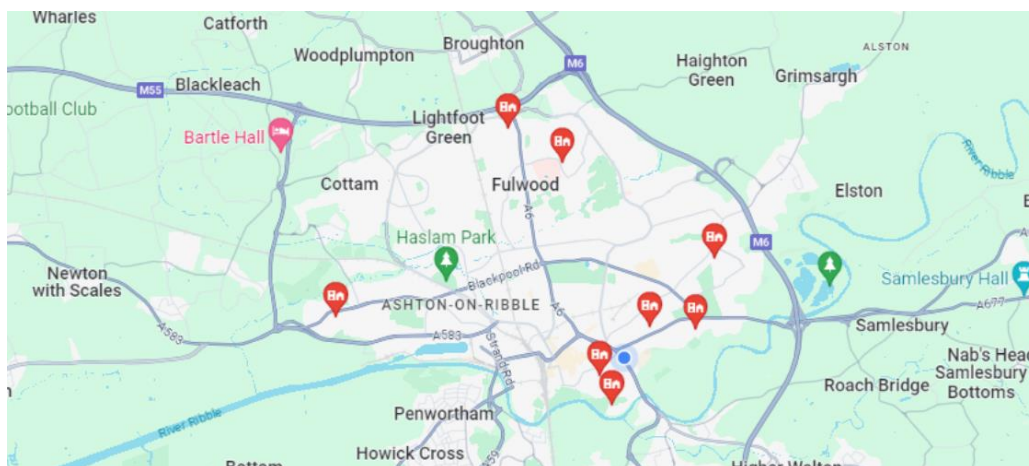 Wharles
Catforth
Broughton
ALSTON
Woodplumpton
M6
Haighton
Green
Grimsargh
Blackleach
M55
ootball Club
Lightfoot
Green
Bartle Hall
River Ribble
Cottam
Fulwood
Elston
A6
Haslam Park
M6
Newton
with Scales
Blackpool Rd
Samlesbury Hall
A677
ASHTON-ON-RIBBLE
A6
A583
A583
Samlesbury
Strand Rd
Nab's Head
Samlesbury
Bottoms
Roach Bridge
Penwortham
River Ribble
Howick Cross
A59